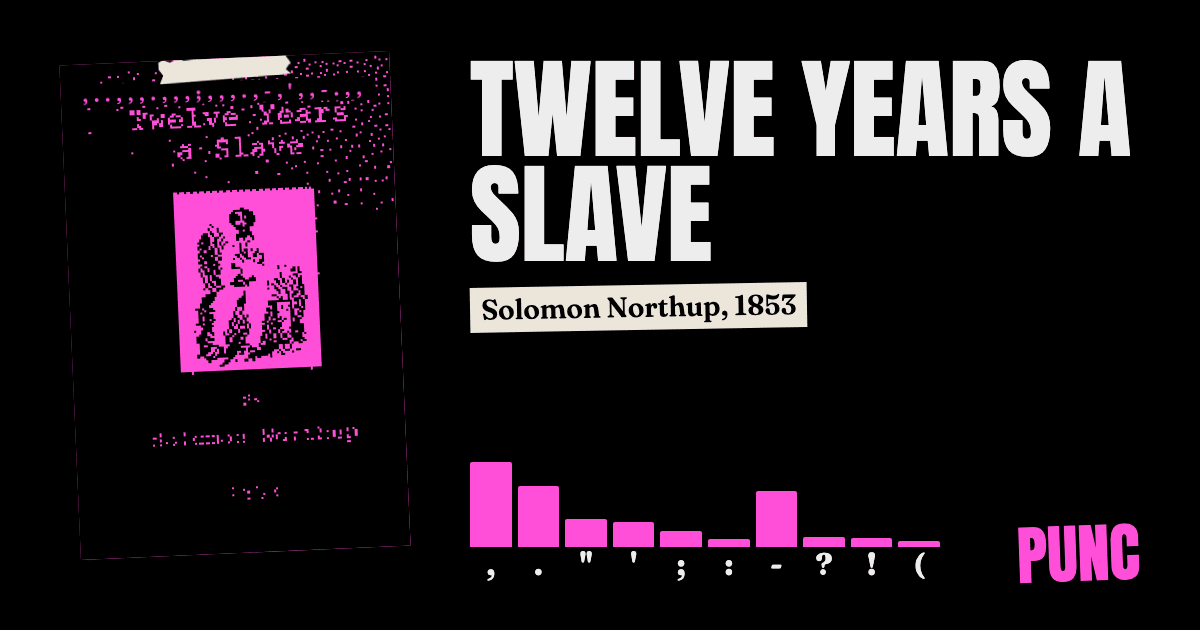 Twelve Years
a Slave
TWELVE YEARS A
SLAVE
Solomon Northup, 1853
, . " ' ; : - ? ! (
PUNC